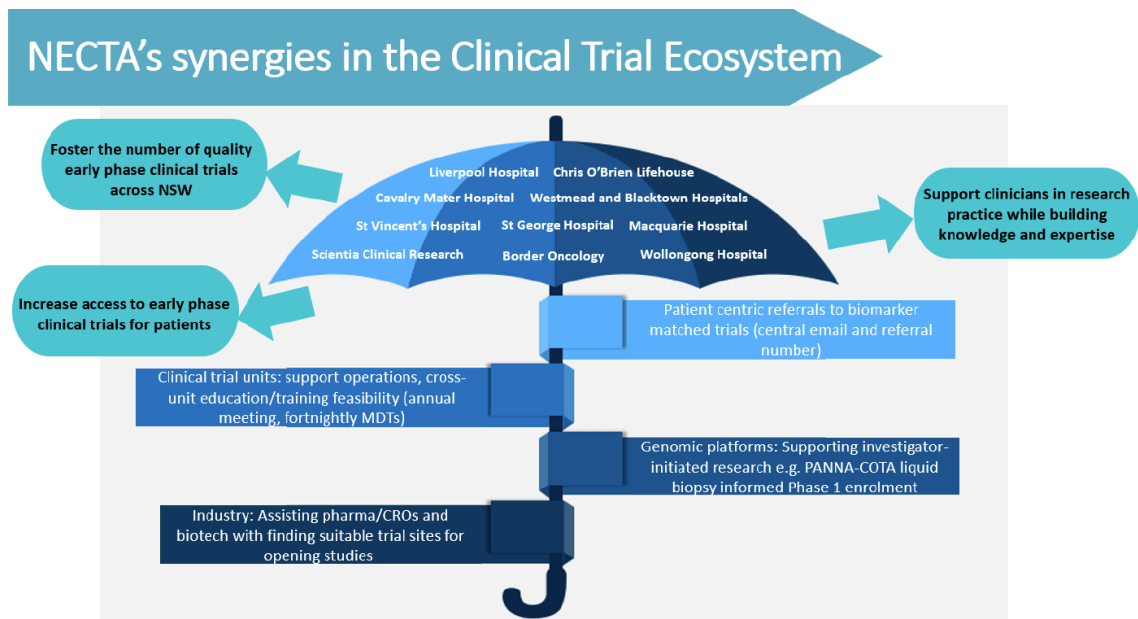 NECTA’s synergies in the Clinical Trial Ecosystem
Foster the number of quality
early phase clinical trials
across NSW
Liverpool Hospital
Chris O’Brien Lifehouse
Cavalry Mater Hospital
Westmead and Blacktown Hospitals
St Vincent’s Hospital
St George Hospital
Macquarie Hospital
Scientia Clinical Research
Border Oncology
Wollongong Hospital
Support clinicians in research
practice while building
knowledge and expertise
Increase access to early phase
clinical trials for patients
Patient centric referrals to biomarker
matched trials (central email and referral
number)
Clinical trial units: support operations, cross-
unit education/training feasibility (annual
meeting, fortnightly MDTs)
Genomic platforms: Supporting investigator-
initiated research e.g. PANNA-COTA liquid
biopsy informed Phase 1 enrolment
Industry: Assisting pharma/CROs and
biotech with finding suitable trial sites for
opening studies